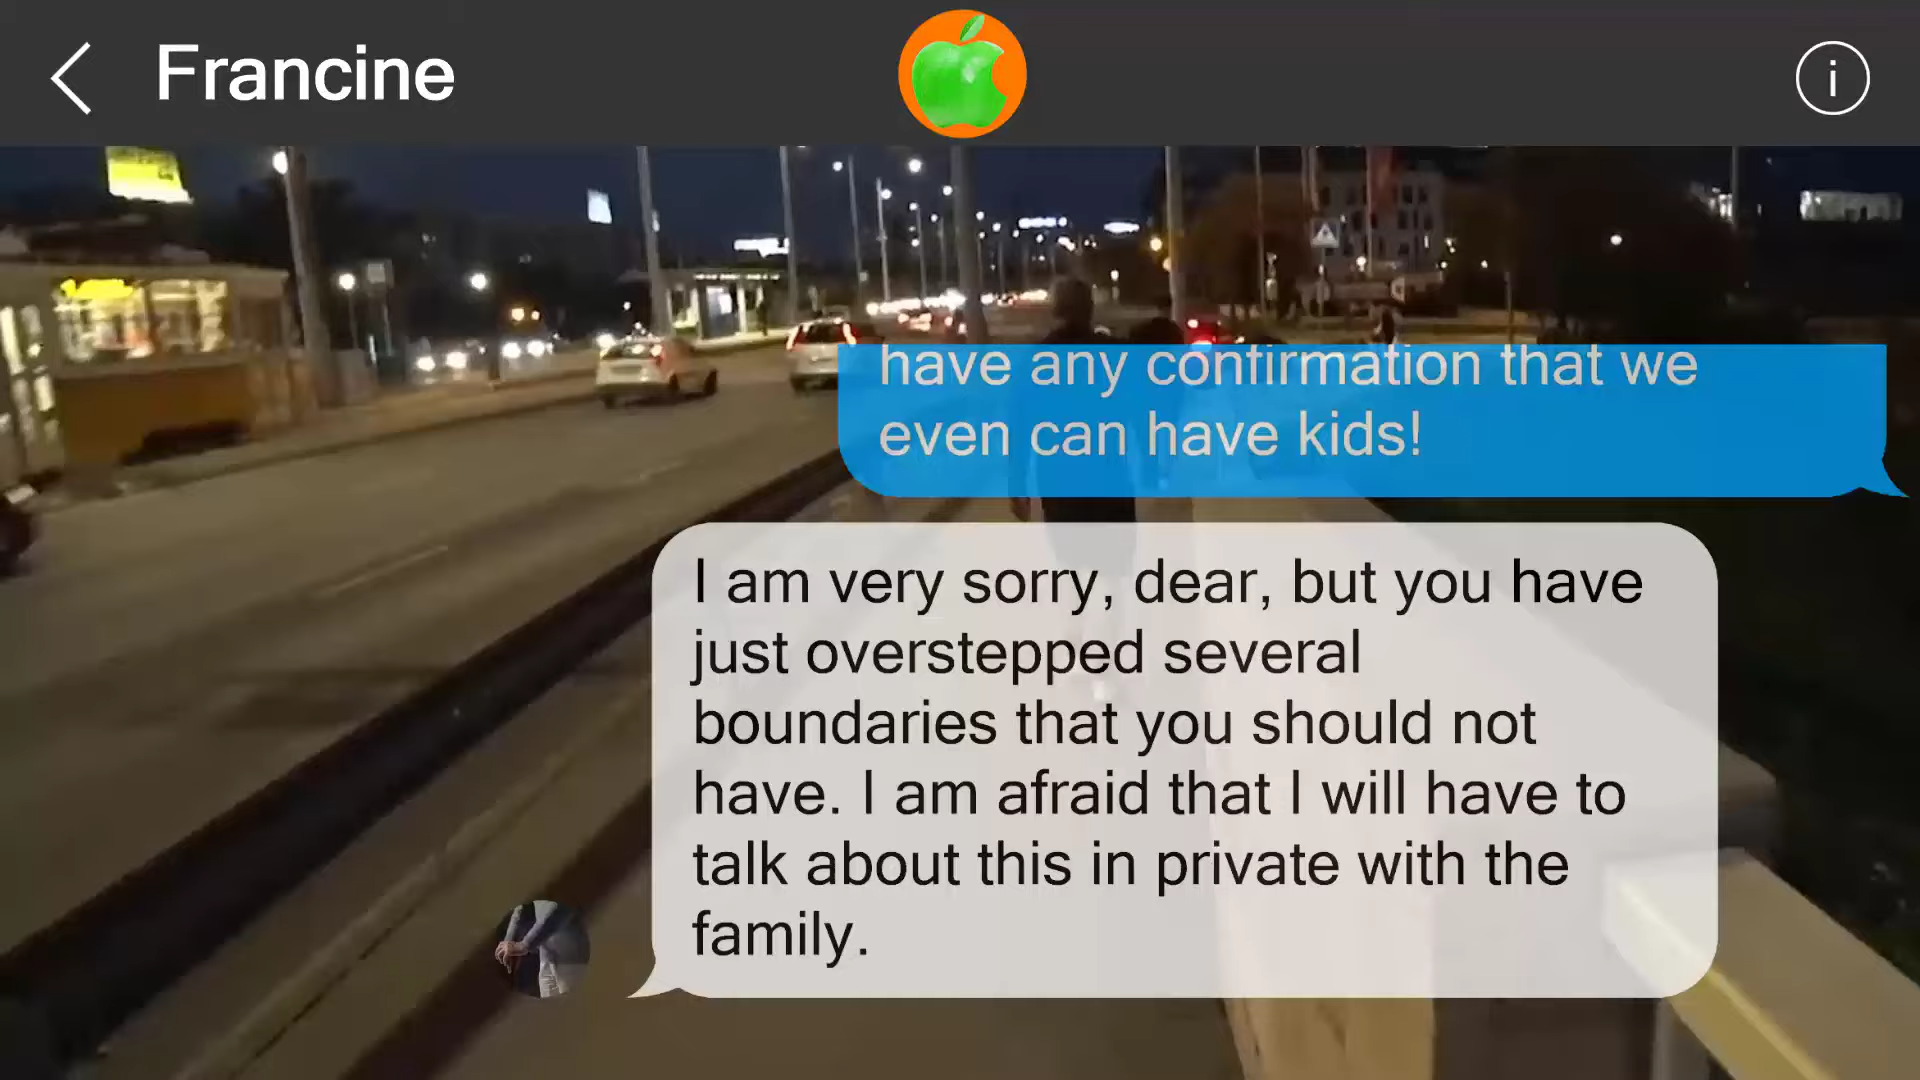 Francine
i
have any confirmation that we
even can have kids!
I am very sorry, dear, but you have
just overstepped several
boundaries that you should not
have. I am afraid that I will have to
talk about this in private with the
family.